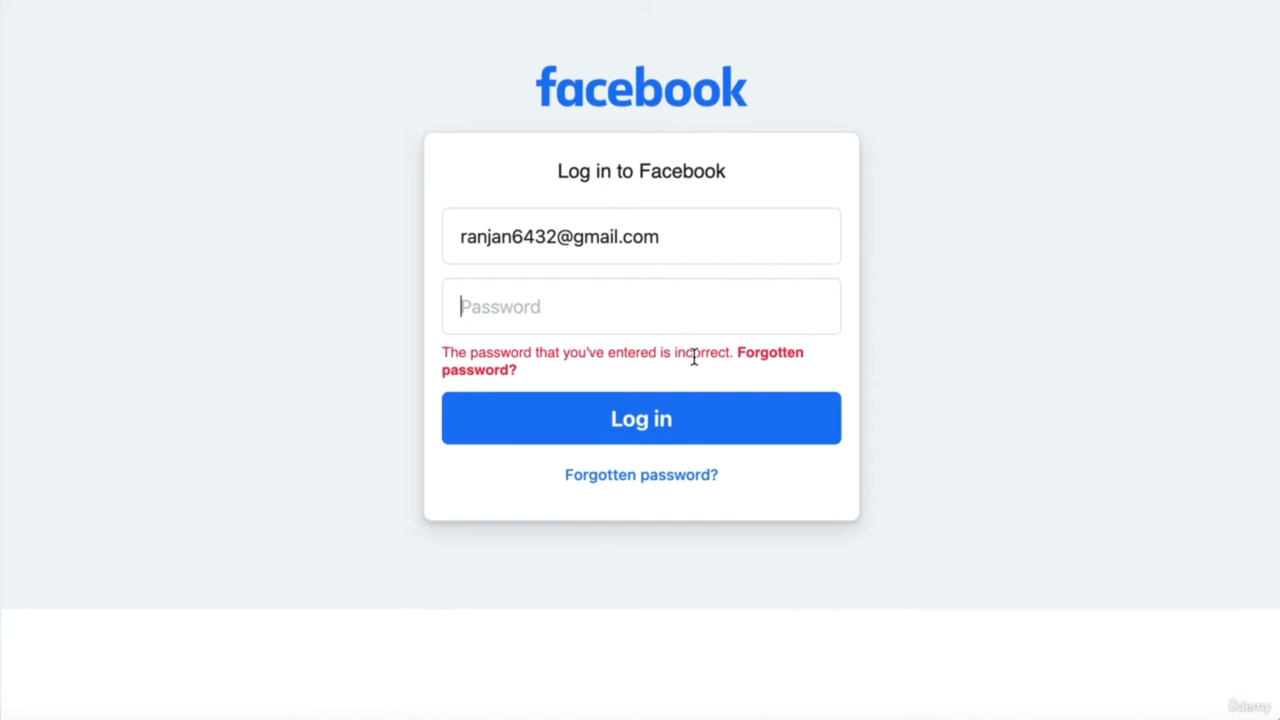 facebook
Log in to Facebook
ranjan6432@gmail.com
Password
The password that you've entered is incorrect. Forgotten
password?
Log in
Forgotten password?
ûdemy